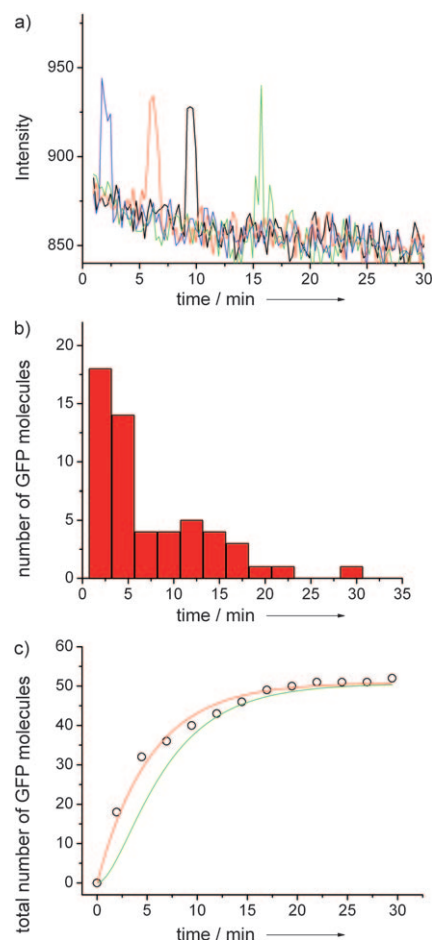 a)
950
900
850
Intensity
0 5 10 15 20 25 30
time / min
b)
20
15
10
5
0
number of GFP molecules
0 5 10 15 20 25 30 35
time / min
c)
60
50
40
30
20
10
0
total number of GFP molecules
0 5 10 15 20 25 30
time / min